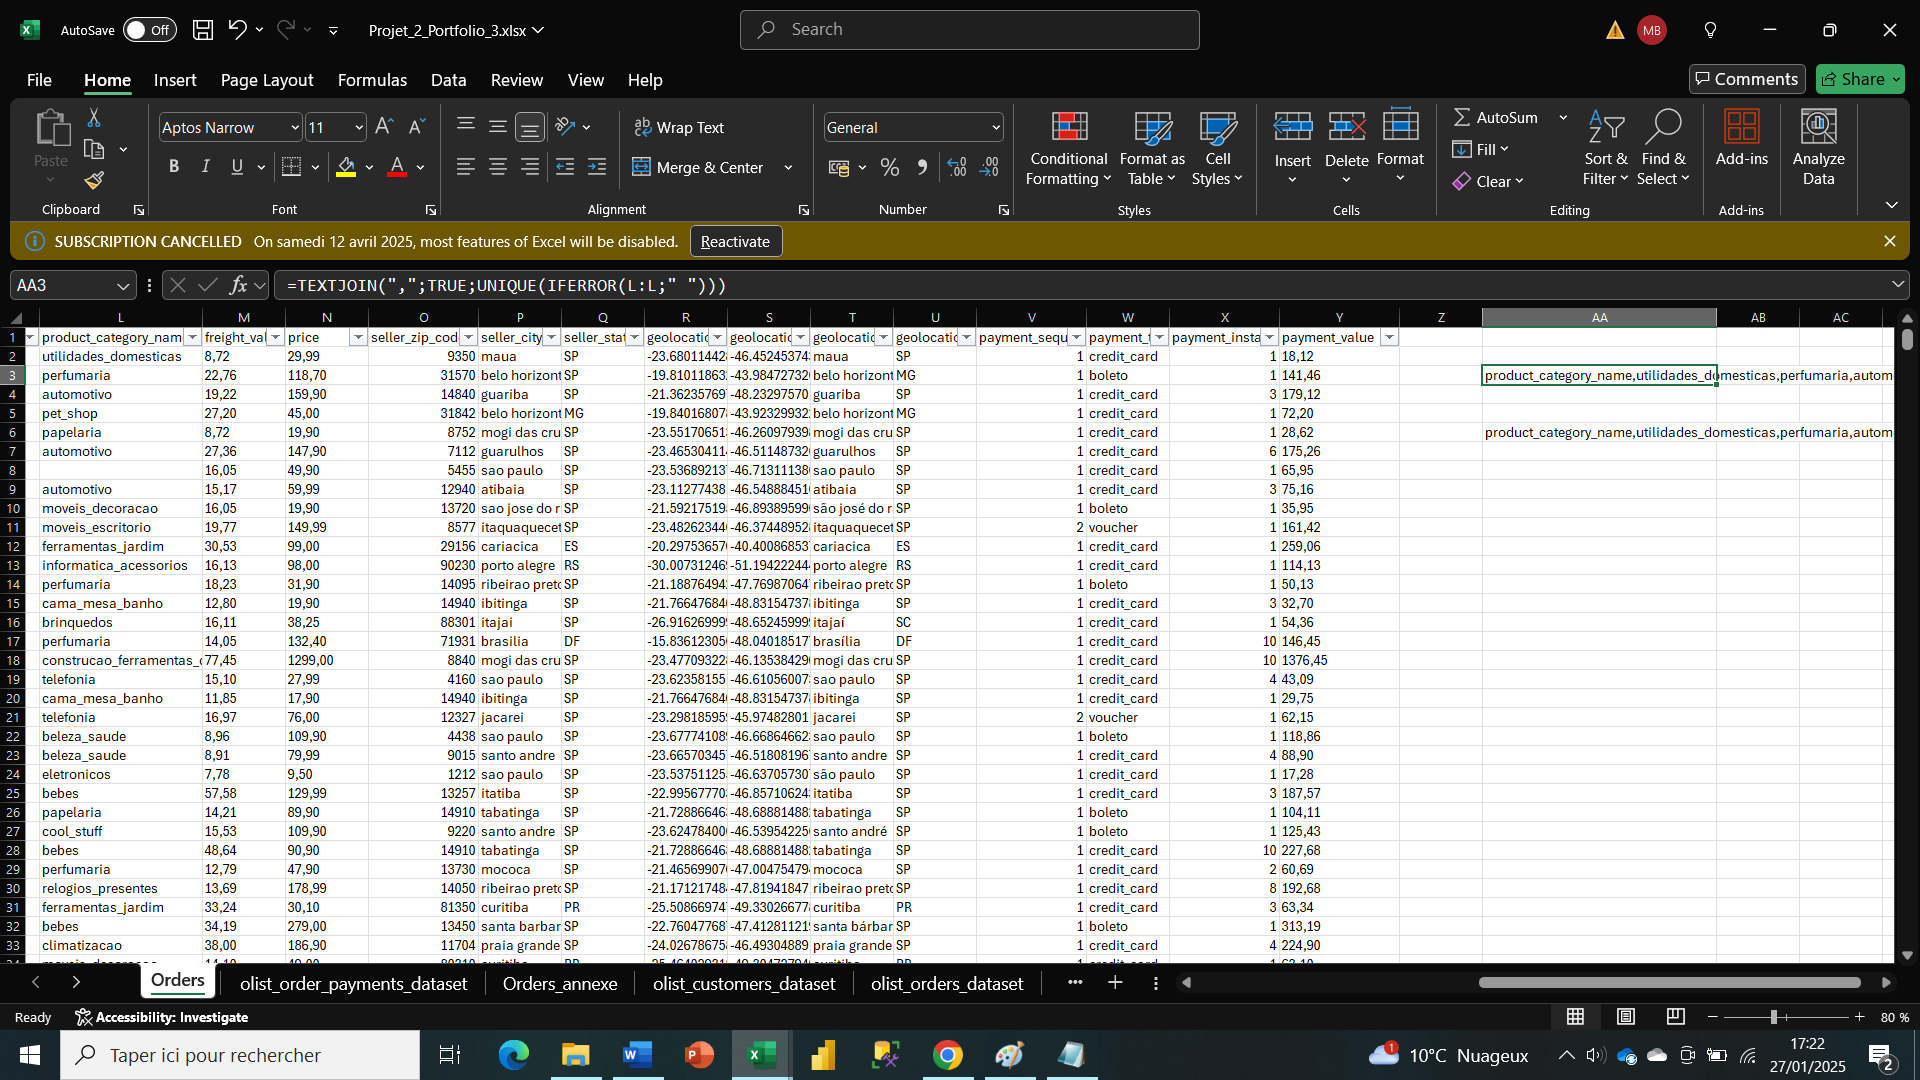 AutoSave Off Projet_2_Portfolio_3.xlsx Search MB
File Home Insert Page Layout Formulas Data Review View Help Comments Share
Paste Aptos Narrow 11 Wrap Text General Conditional Formatting Format as Table Cell Styles Insert Delete Format AutoSum Fill Clear Sort & Filter Find & Select Add-ins Analyze Data
B I U A Merge & Center %
Clipboard Font Alignment Number Styles Cells Editing Add-ins
SUBSCRIPTION CANCELLED On samedi 12 avril 2025, most features of Excel will be disabled. Reactivate
AA3 fx =TEXTJOIN(",";TRUE;UNIQUE(IFERROR(L:L;" ")))
L M N O P Q R S T U V W X Y Z AA AB AC
1 product_category_nam freight_val price seller_zip_cod seller_city seller_stat geolocatic geolocatic geolocatic geolocatic payment_sequ payment_t payment_insta payment_value
2 utilidades_domesticas 8,72 29,99 9350 maua SP -23.68011442 -46.45245374 maua SP 1 credit_card 1 18,12
3 perfumaria 22,76 118,70 31570 belo horizont SP -19.81011863 -43.98472732 belo horizont MG 1 boleto 1 141,46 product_category_name,utilidades_domesticas,perfumaria,autom
4 automotivo 19,22 159,90 14840 guariba SP -21.36235769 -48.23297570 guariba SP 1 credit_card 3 179,12
5 pet_shop 27,20 45,00 31842 belo horizont MG -19.84016807 -43.92329932 belo horizont MG 1 credit_card 1 72,20
6 papelaria 8,72 19,90 8752 mogi das cru SP -23.55170651 -46.26097939 mogi das cru SP 1 credit_card 1 28,62 product_category_name,utilidades_domesticas,perfumaria,autom
7 automotivo 27,36 147,90 7112 guarulhos SP -23.46530411 -46.51148732 guarulhos SP 1 credit_card 6 175,26
8 16,05 49,90 5455 sao paulo SP -23.53689213 -46.71311138 sao paulo SP 1 credit_card 1 65,95
9 automotivo 15,17 59,99 12940 atibaia SP -23.11277438 -46.54888451 atibaia SP 1 credit_card 3 75,16
10 moveis_decoracao 16,05 19,90 13720 sao jose do r SP -21.59217519 -46.89389599 são josé do r SP 1 boleto 1 35,95
11 moveis_escritorio 19,77 149,99 8577 itaquaquecet SP -23.48262344 -46.37448952 itaquaquecet SP 2 voucher 1 161,42
12 ferramentas_jardim 30,53 99,00 29156 cariacica ES -20.29753657 -40.40086853 cariacica ES 1 credit_card 1 259,06
13 informatica_acessorios 16,13 98,00 90230 porto alegre RS -30.00731246 -51.19422244 porto alegre RS 1 credit_card 1 114,13
14 perfumaria 18,23 31,90 14095 ribeirao preto SP -21.18876494 -47.76987064 ribeirao preto SP 1 boleto 1 50,13
15 cama_mesa_banho 12,80 19,90 14940 ibitinga SP -21.76647684 -48.83154737 ibitinga SP 1 credit_card 3 32,70
16 brinquedos 16,11 38,25 88301 itajai SP -26.91626999 -48.65245999 itajaí SC 1 credit_card 1 54,36
17 perfumaria 14,05 132,40 71931 brasilia DF -15.83612305 -48.04018517 brasília DF 1 credit_card 10 146,45
18 construcao_ferramentas_c 77,45 1299,00 8840 mogi das cru SP -23.47709322 -46.13538429 mogi das cru SP 1 credit_card 10 1376,45
19 telefonia 15,10 27,99 4160 sao paulo SP -23.62358155 -46.61056007 sao paulo SP 1 credit_card 4 43,09
20 cama_mesa_banho 11,85 17,90 14940 ibitinga SP -21.76647684 -48.83154737 ibitinga SP 1 credit_card 1 29,75
21 telefonia 16,97 76,00 12327 jacarei SP -23.29818595 -45.97482801 jacarei SP 2 voucher 1 62,15
22 beleza_saude 8,96 109,90 4438 sao paulo SP -23.67774108 -46.66864662 sao paulo SP 1 boleto 1 118,86
23 beleza_saude 8,91 79,99 9015 santo andre SP -23.66570345 -46.51808196 santo andre SP 1 credit_card 4 88,90
24 eletronicos 7,78 9,50 1212 sao paulo SP -23.53751125 -46.63705730 são paulo SP 1 credit_card 1 17,28
25 bebes 57,58 129,99 13257 itatiba SP -22.99567770 -46.85710624 itatiba SP 1 credit_card 3 187,57
26 papelaria 14,21 89,90 14910 tabatinga SP -21.72886646 -48.68881488 tabatinga SP 1 boleto 1 104,11
27 cool_stuff 15,53 109,90 9220 santo andre SP -23.62478400 -46.53954225 santo andré SP 1 boleto 1 125,43
28 bebes 48,64 90,90 14910 tabatinga SP -21.72886646 -48.68881488 tabatinga SP 1 credit_card 10 227,68
29 perfumaria 12,79 47,90 13730 mococa SP -21.46569907 -47.00475479 mococa SP 1 credit_card 2 60,69
30 relogios_presentes 13,69 178,99 14050 ribeirao preto SP -21.17121748 -47.81941847 ribeirao preto SP 1 credit_card 8 192,68
31 ferramentas_jardim 33,24 30,10 81350 curitiba PR -25.50866974 -49.33026677 curitiba PR 1 credit_card 3 63,34
32 bebes 34,19 279,00 13450 santa barbar SP -22.76047768 -47.41281121 santa bárbar SP 1 boleto 1 313,19
33 climatizacao 38,00 186,90 11704 praia grande SP -24.02678675 -46.49304889 praia grande SP 1 credit_card 4 224,90
Orders olist_order_payments_dataset Orders_annexe olist_customers_dataset olist_orders_dataset
Ready Accessibility: Investigate 80 %
Taper ici pour rechercher 1 10°C Nuageux 17:22
27/01/2025 2